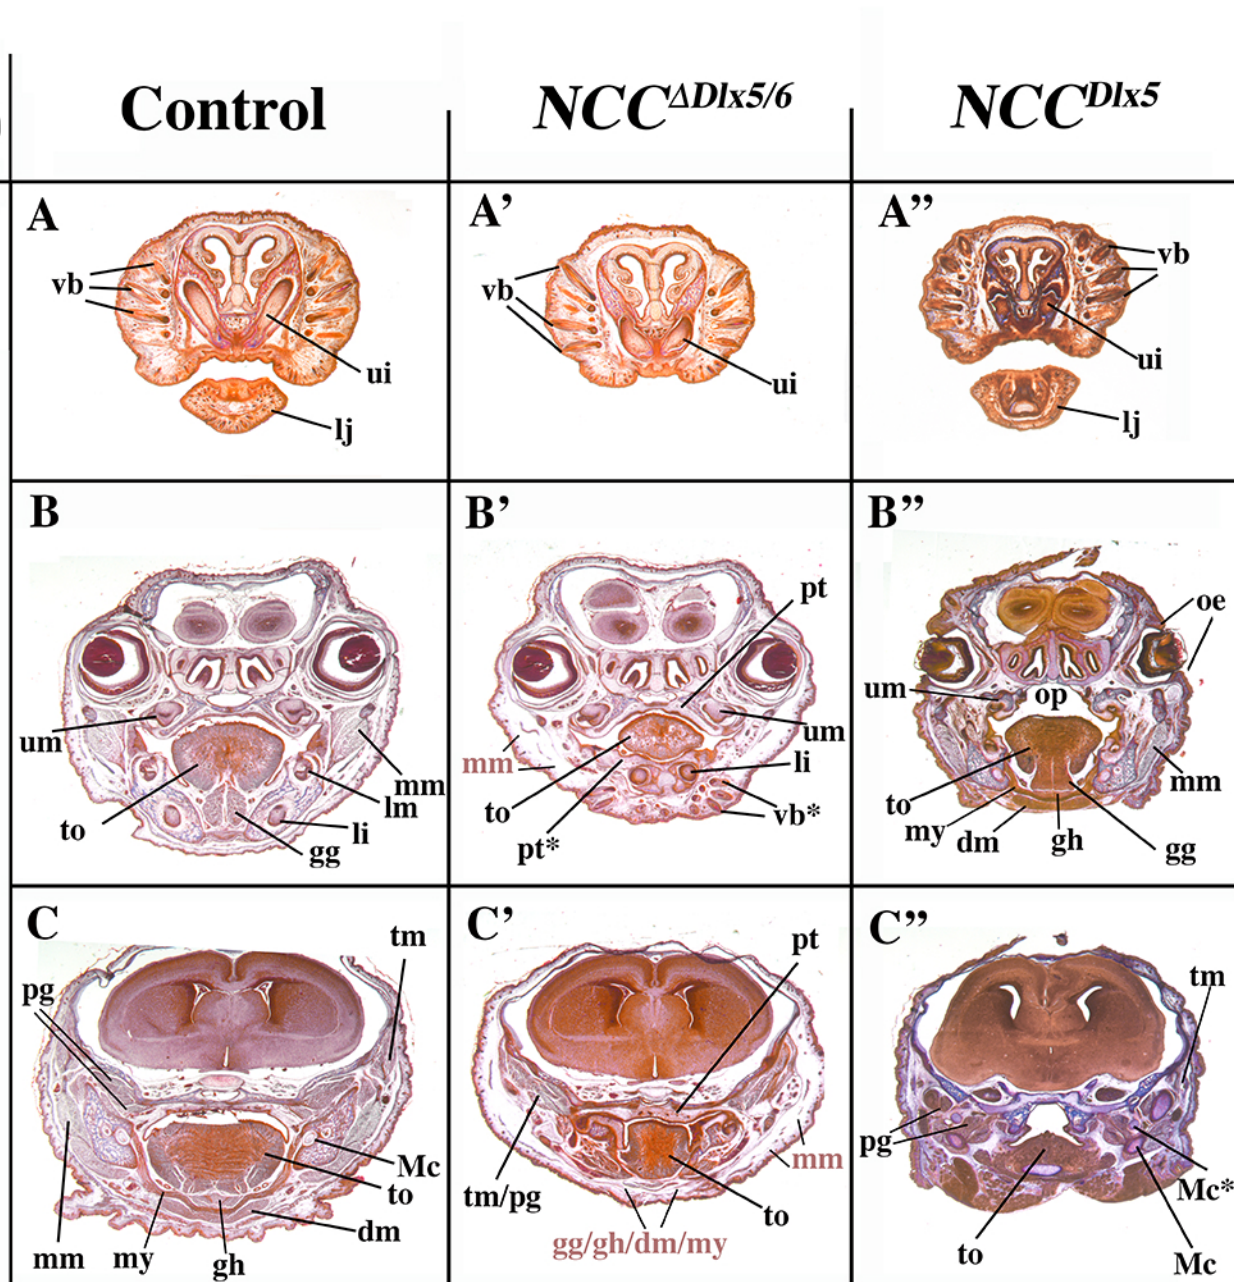 Control
NCC^ΔDlx5/6
NCC^Dlx5
A
vb
ui
lj
A’
vb
ui
A”
vb
ui
lj
B
um
to
mm
lm
li
gg
B’
pt
um
mm
li
to
vb*
pt*
B”
oe
um
op
to
mm
my
dm
gh
gg
C
tm
pg
Mc
to
dm
mm
my
gh
C’
pt
mm
tm/pg
to
gg/gh/dm/my
C”
tm
pg
Mc*
to
Mc